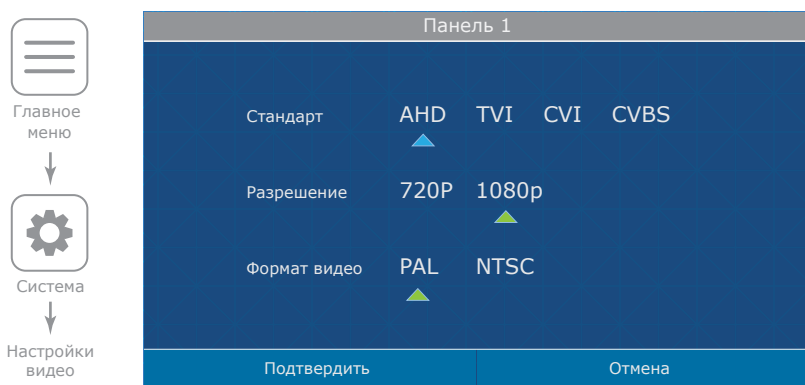 Главное
меню
Система
Настройки
видео
Панель 1
Стандарт AHD TVI CVI CVBS
Разрешение 720P 1080p
Формат видео PAL NTSC
Подтвердить Отмена